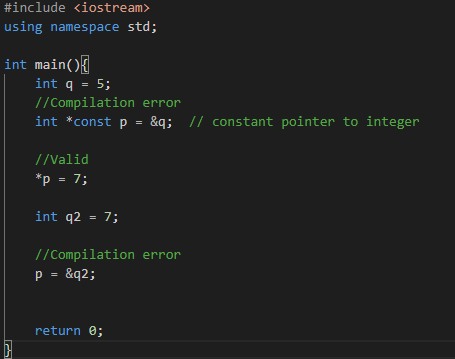 #include <iostream>
using namespace std;
int main(){
int q = 5;
//Compilation error
int *const p = &q;  // constant pointer to integer
//Valid
*p = 7;
int q2 = 7;
//Compilation error
p = &q2;
return 0;
}